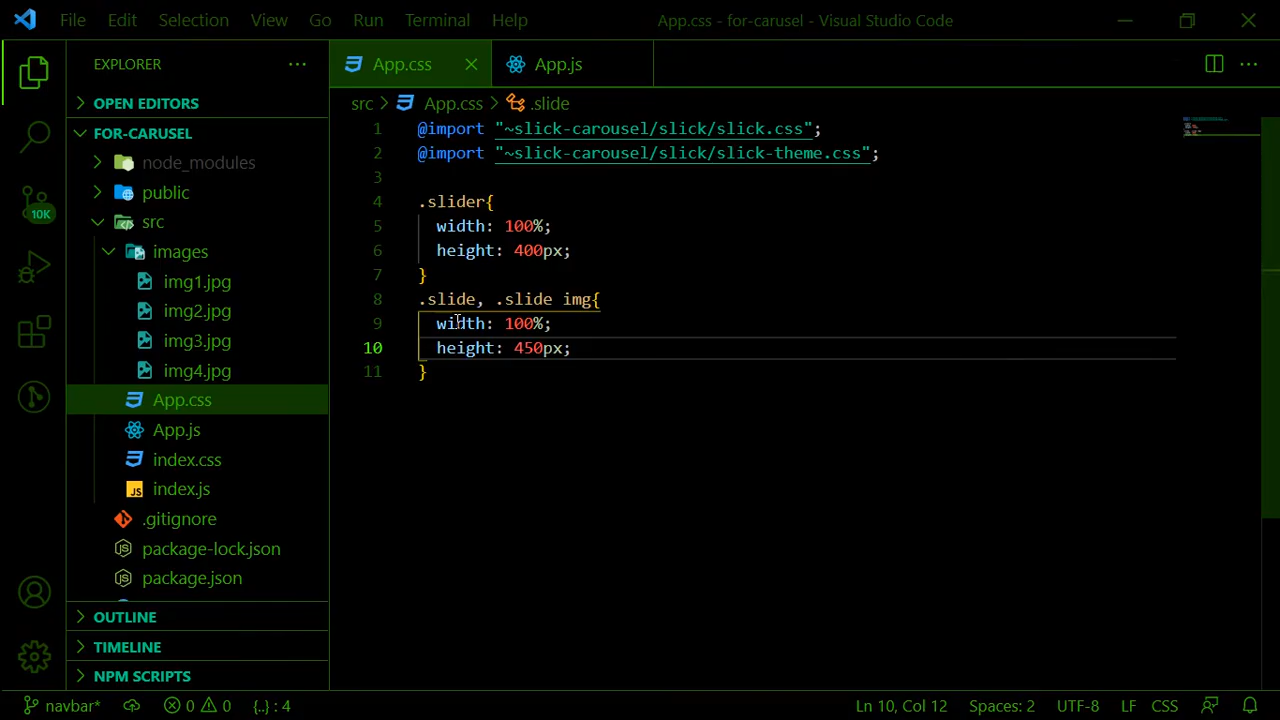 File Edit Selection View Go Run Terminal Help App.css - for-carusel - Visual Studio Code
EXPLORER
OPEN EDITORS
FOR-CARUSEL
node_modules
public
src
images
img1.jpg
img2.jpg
img3.jpg
img4.jpg
App.css
App.js
index.css
JS index.js
.gitignore
package-lock.json
package.json
OUTLINE
TIMELINE
NPM SCRIPTS
10K
App.css App.js
src > App.css > .slide
1 @import "~slick-carousel/slick/slick.css";
2 @import "~slick-carousel/slick/slick-theme.css";
3
4 .slider{
5 width: 100%;
6 height: 400px;
7 }
8 .slide, .slide img{
9 width: 100%;
10 height: 450px;
11 }
navbar* 0 0 {..} : 4 Ln 10, Col 12 Spaces: 2 UTF-8 LF CSS